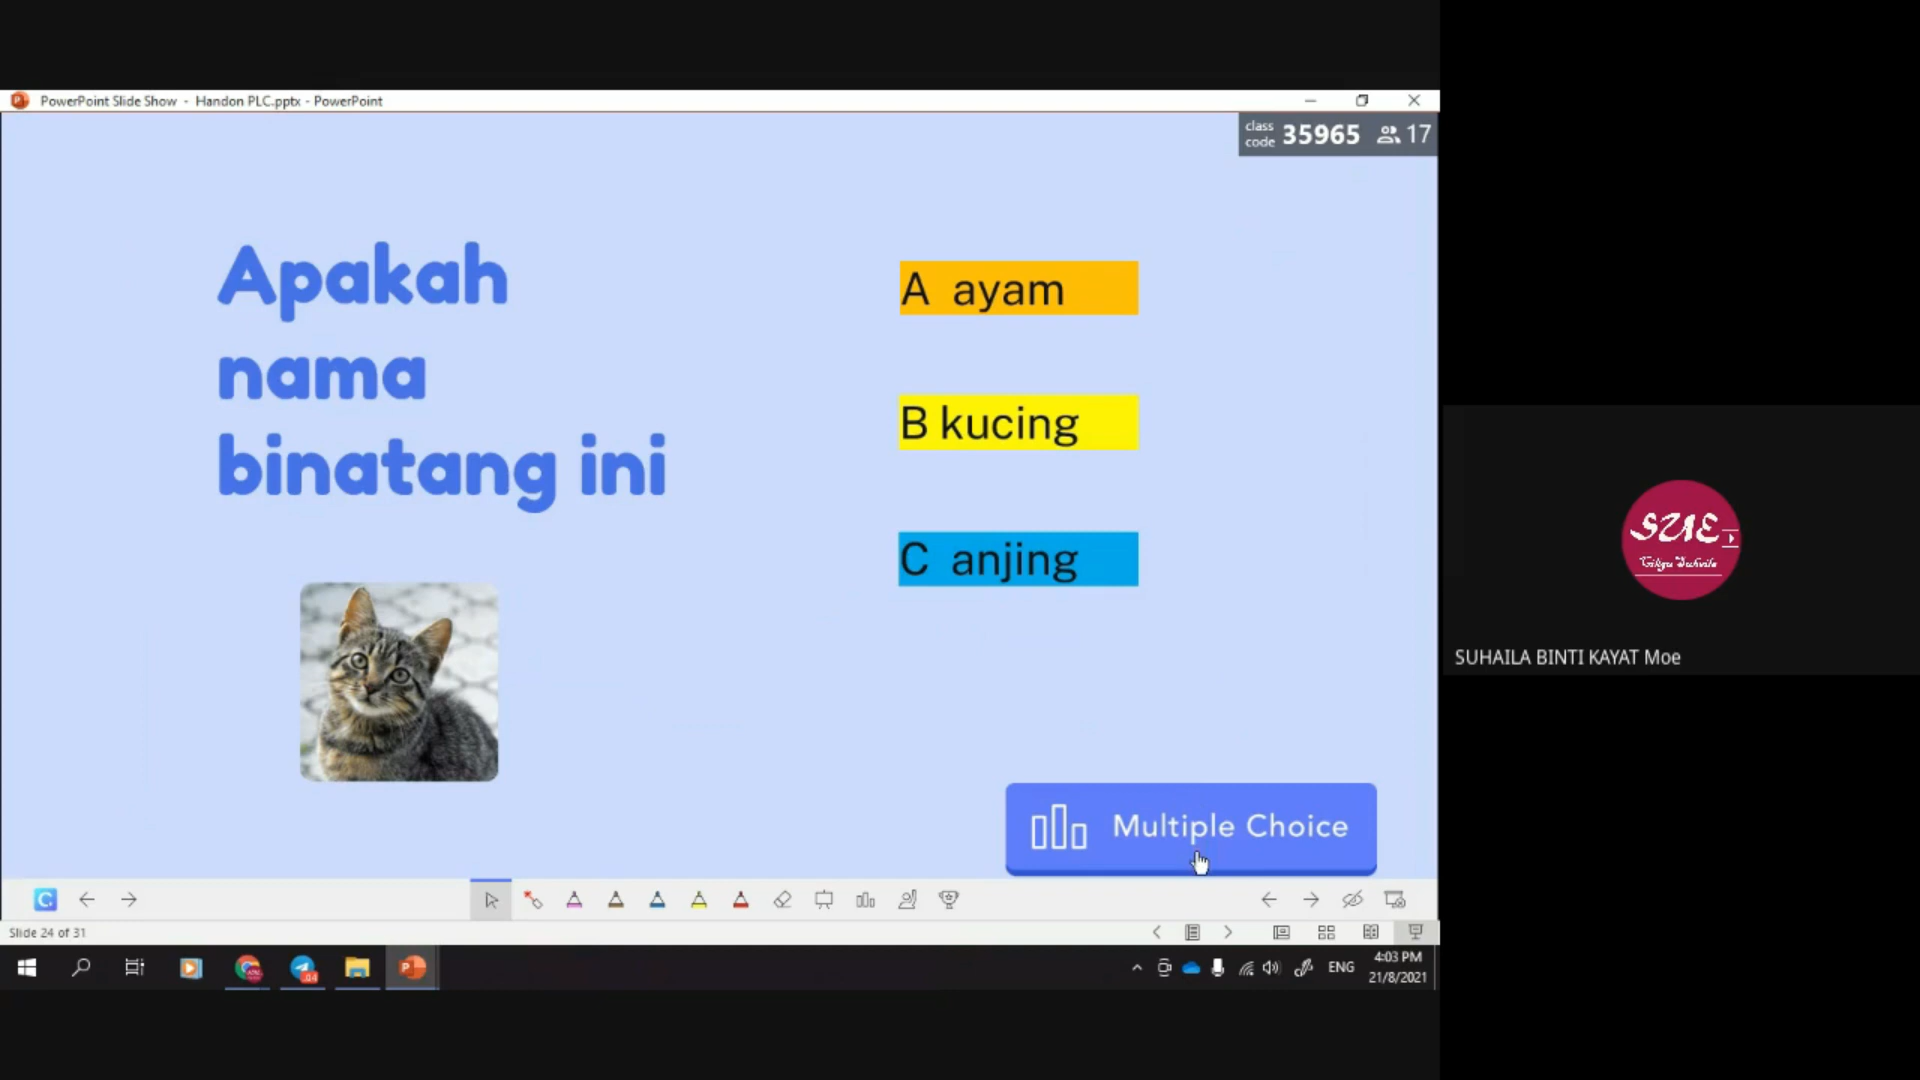 PowerPoint Slide Show - Handon PLC.pptx - PowerPoint
class code 35965 17
Apakah
nama
binatang ini
A ayam
B kucing
C anjing
Multiple Choice
SZUE
SUHAILA BINTI KAYAT Moe
Slide 24 of 31
ENG
4:03 PM
21/8/2021